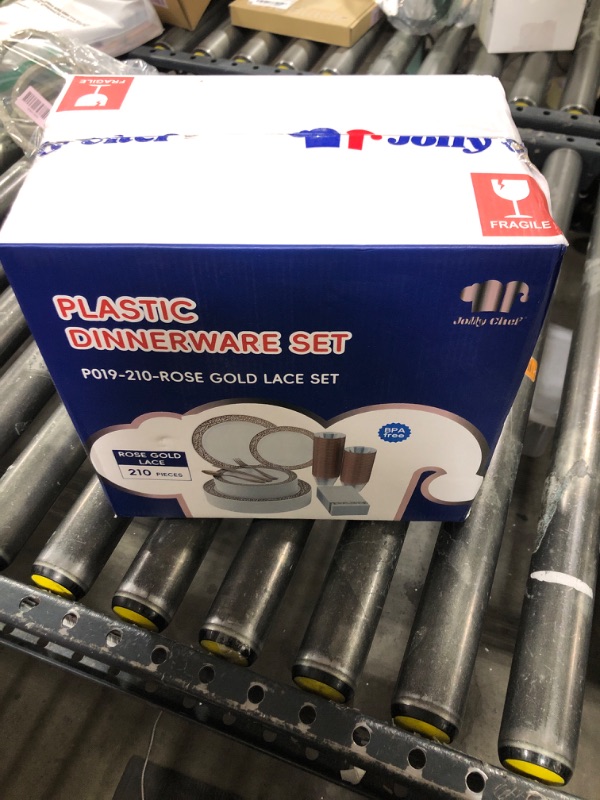 FRAGILE
Chef
Jolly
FRAGILE
Jolly Chef
PLASTIC
DINNERWARE SET
P019-210-ROSE GOLD LACE SET
BPA
free
ROSE GOLD
LACE
210 PIECES